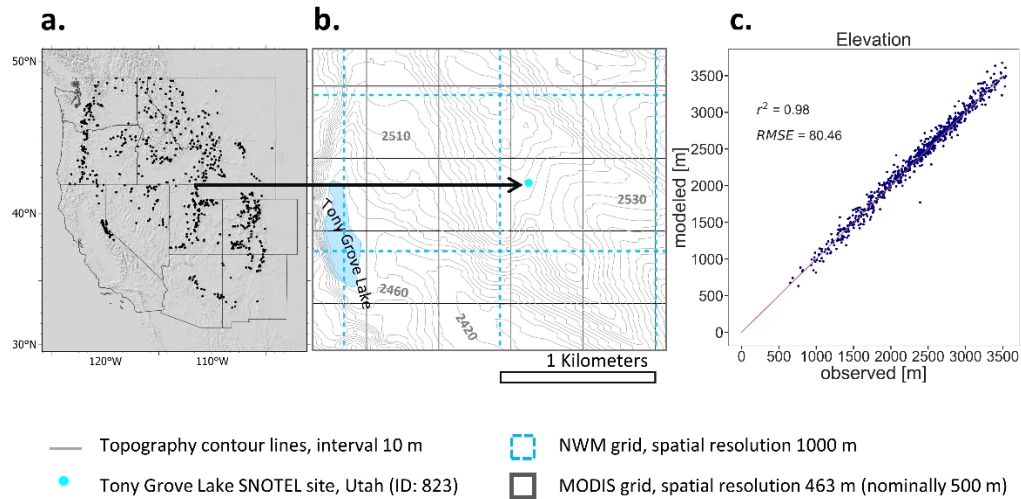 a.
50°N
40°N
30°N
120°W
110°W
b.
2510
2530
Tony Grove Lake
2460
2420
1 Kilometers
c.
Elevation
r² = 0.98
RMSE = 80.46
modeled [m]
3500
3000
2500
2000
1500
1000
500
0
0 500 1000 1500 2000 2500 3000 3500
observed [m]
Topography contour lines, interval 10 m
NWM grid, spatial resolution 1000 m
Tony Grove Lake SNOTEL site, Utah (ID: 823)
MODIS grid, spatial resolution 463 m (nominally 500 m)